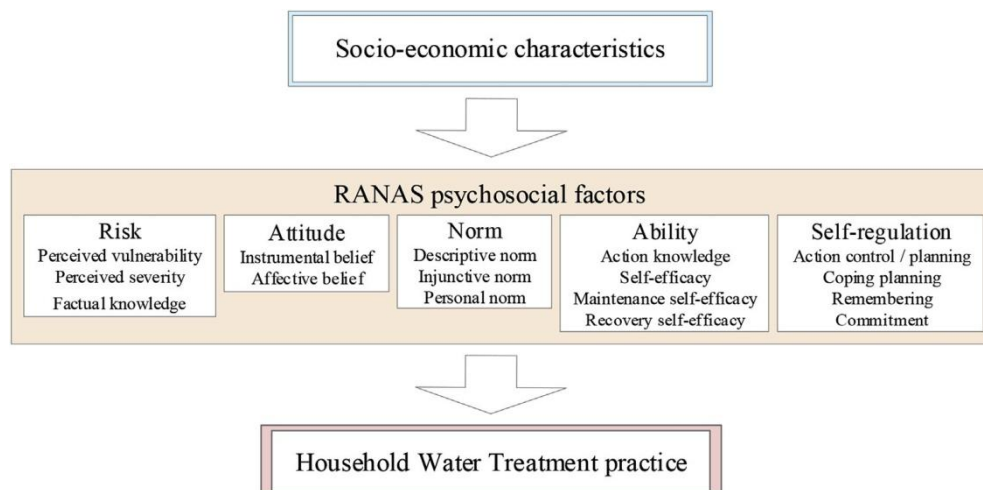 Socio-economic characteristics
RANAS psychosocial factors
Risk
Perceived vulnerability
Perceived severity
Factual knowledge
Attitude
Instrumental belief
Affective belief
Norm
Descriptive norm
Injunctive norm
Personal norm
Ability
Action knowledge
Self-efficacy
Maintenance self-efficacy
Recovery self-efficacy
Self-regulation
Action control / planning
Coping planning
Remembering
Commitment
Household Water Treatment practice